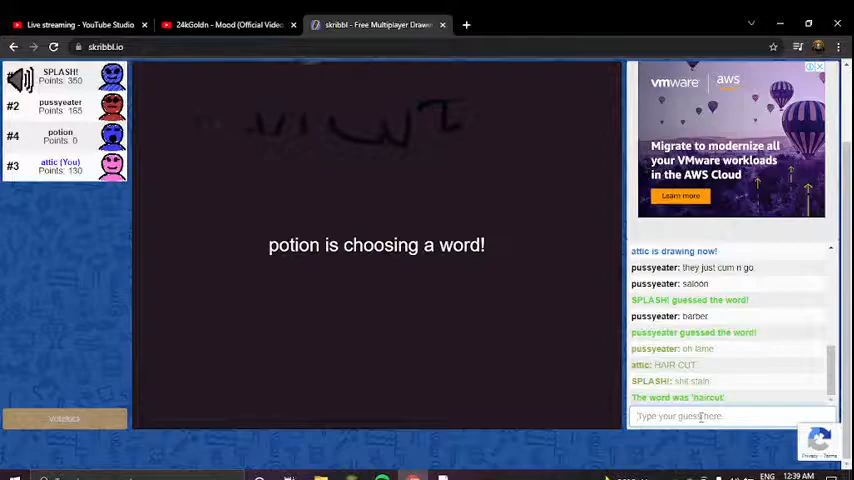 Live streaming - YouTube Studio
24kGoldn - Mood (Official Video
skribbl - Free Multiplayer Drawin
skribbl.io
SPLASH!
Points: 350
#2
pussyeater
Points: 165
#4
potion
Points: 0
#3
attic (You)
Points: 130
Votekick
potion is choosing a word!
vmware
aws
Migrate to modernize all your VMware workloads in the AWS Cloud
Learn more
attic is drawing now!
pussyeater: they just cum n go
pussyeater: saloon
SPLASH! guessed the word!
pussyeater: barber
pussyeater guessed the word!
pussyeater: oh lame
attic: HAIR CUT
SPLASH!: shit stain
The word was 'haircut'
Type your guess here.
Privacy - Terms
ENG
12:39 AM